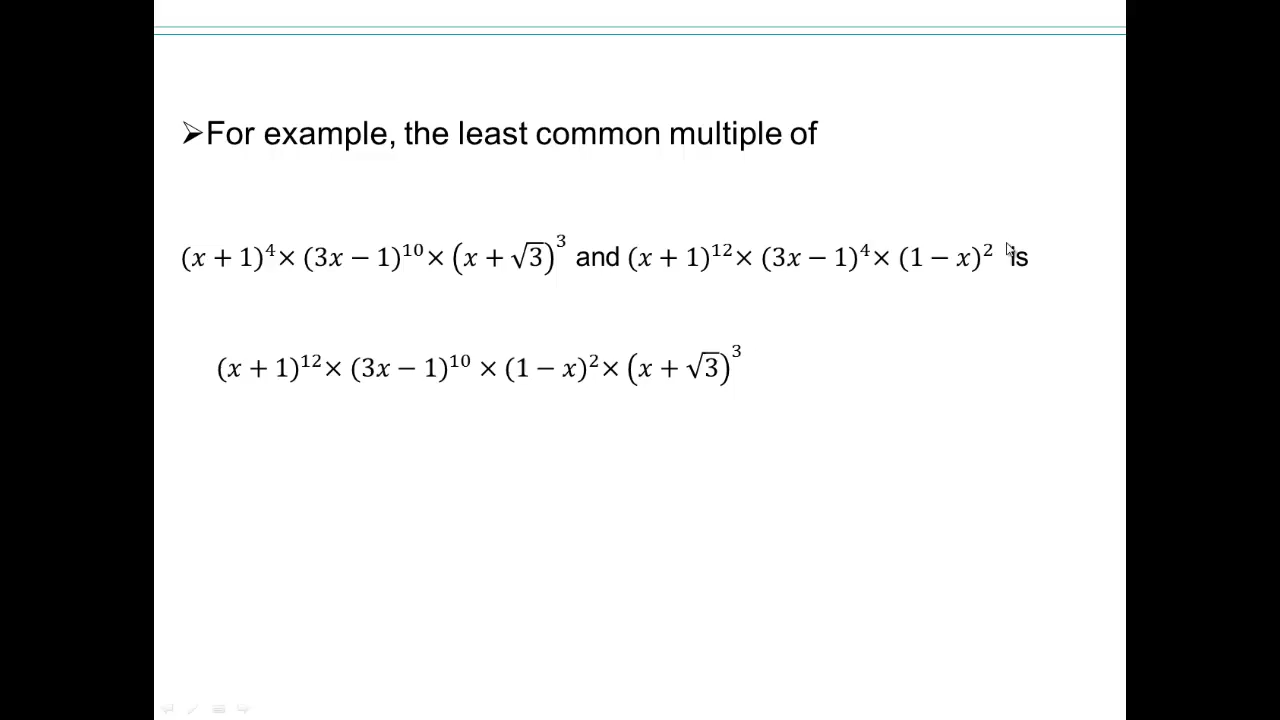 ➢For example, the least common multiple of
(𝑥 + 1)⁴× (3𝑥 − 1)¹⁰× (𝑥 + √3)³ and (𝑥 + 1)¹²× (3𝑥 − 1)⁴× (1 − 𝑥)² is
(𝑥 + 1)¹²× (3𝑥 − 1)¹⁰ × (1 − 𝑥)²× (𝑥 + √3)³